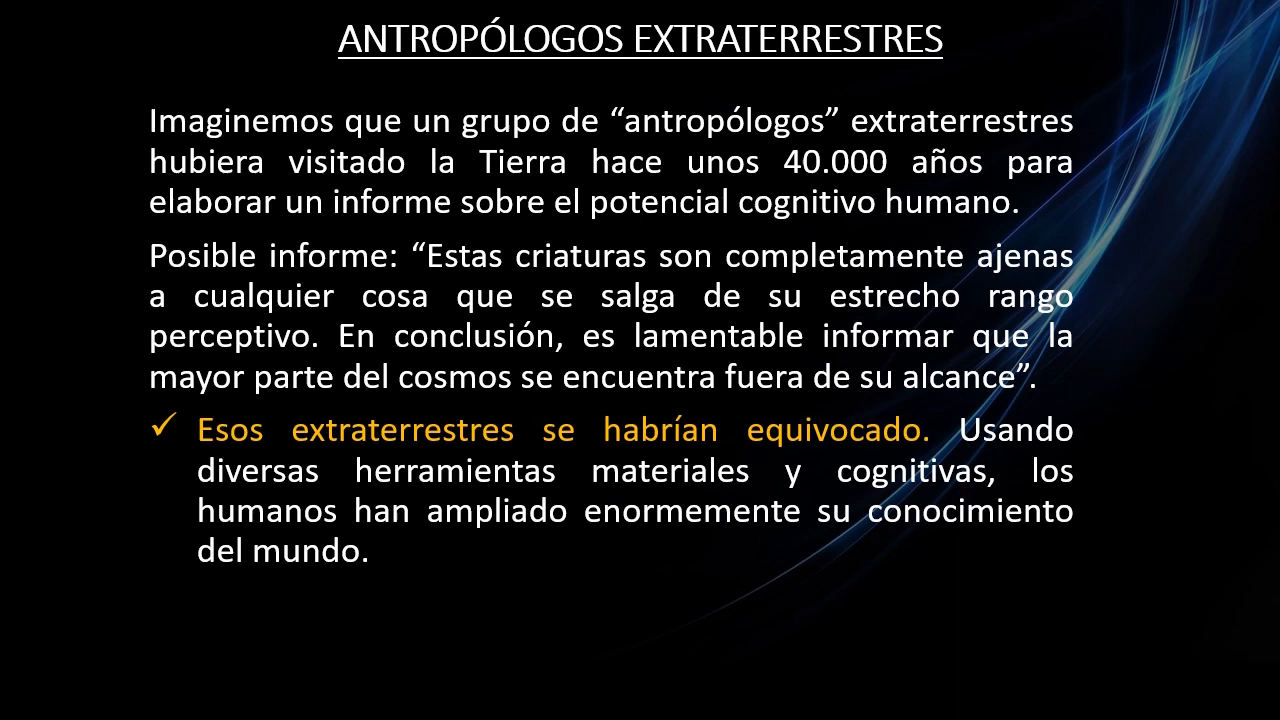 ANTROPÓLOGOS EXTRATERRESTRES
Imaginemos que un grupo de “antropólogos” extraterrestres
hubiera visitado la Tierra hace unos 40.000 años para
elaborar un informe sobre el potencial cognitivo humano.
Posible informe: “Estas criaturas son completamente ajenas
a cualquier cosa que se salga de su estrecho rango
perceptivo. En conclusión, es lamentable informar que la
mayor parte del cosmos se encuentra fuera de su alcance”.
✓ Esos extraterrestres se habrían equivocado. Usando
diversas herramientas materiales y cognitivas, los
humanos han ampliado enormemente su conocimiento
del mundo.